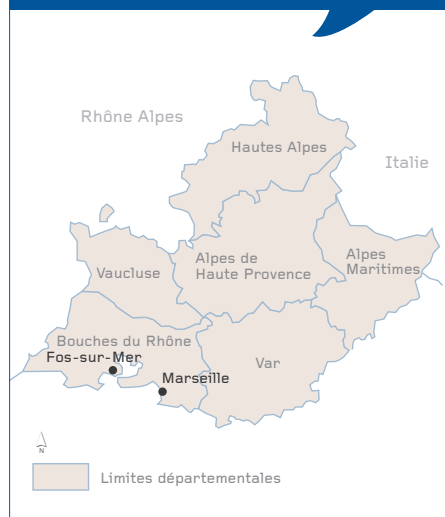 Rhône Alpes
Hautes Alpes
Italie
Alpes de
Haute Provence
Alpes
Maritimes
Vaucluse
Bouches du Rhône
Fos-sur-Mer
Var
Marseille
N
Limites départementales